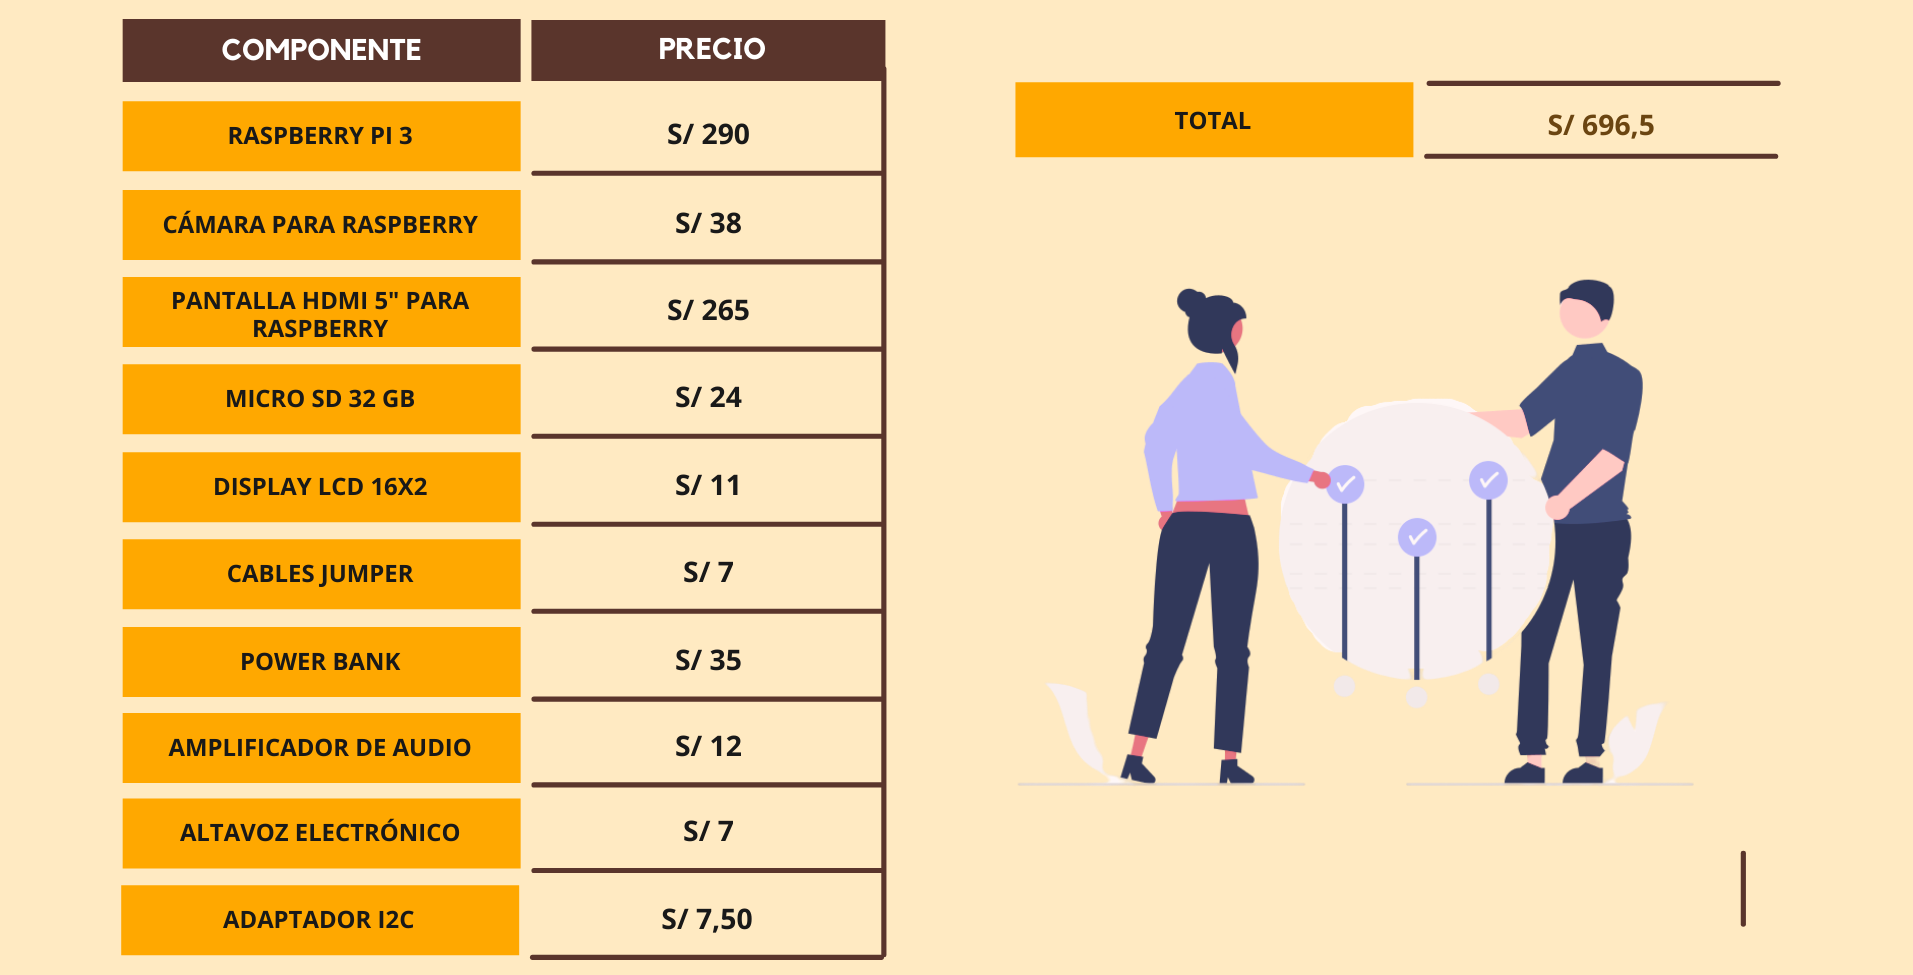 COMPONENTE PRECIO
RASPBERRY PI 3 S/ 290
CÁMARA PARA RASPBERRY S/ 38
PANTALLA HDMI 5" PARA
RASPBERRY S/ 265
MICRO SD 32 GB S/ 24
DISPLAY LCD 16X2 S/ 11
CABLES JUMPER S/ 7
POWER BANK S/ 35
AMPLIFICADOR DE AUDIO S/ 12
ALTAVOZ ELECTRÓNICO S/ 7
ADAPTADOR I2C S/ 7,50
TOTAL S/ 696,5